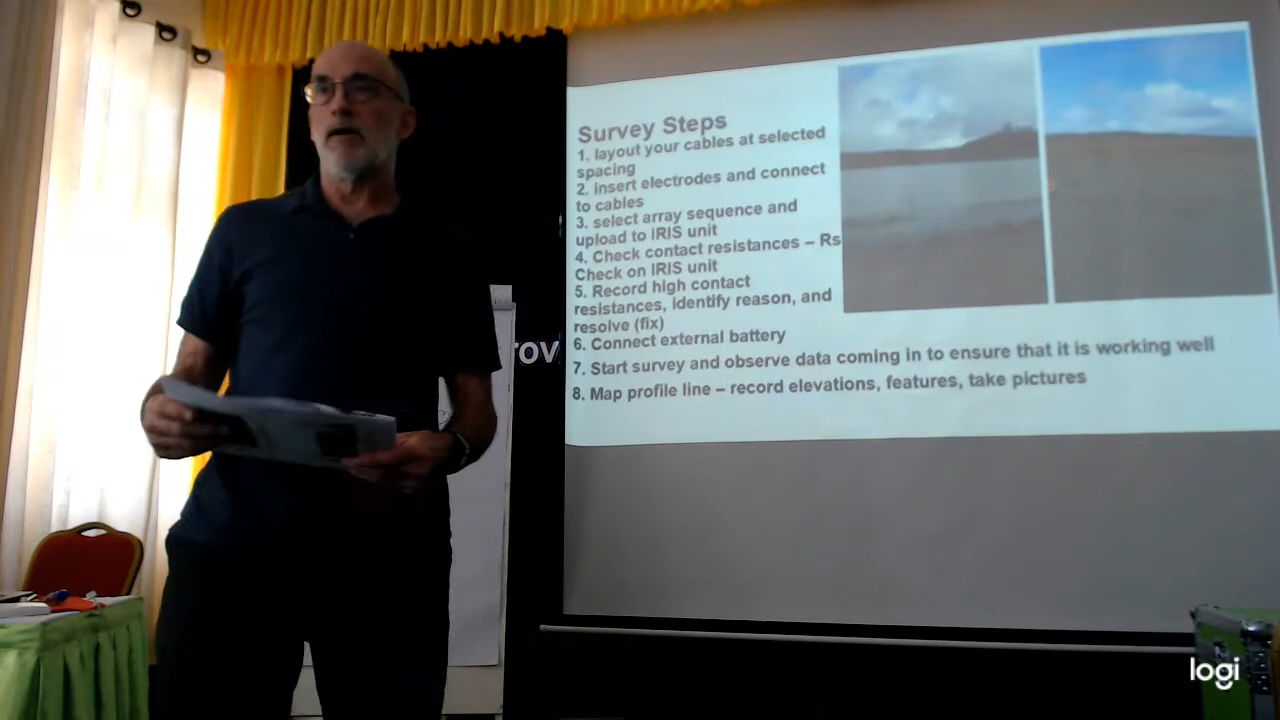 Survey Steps
1. layout your cables at selected
spacing
2. insert electrodes and connect
to cables
3. select array sequence and
upload to IRIS unit
4. Check contact resistances – Rs
Check on IRIS unit
5. Record high contact
resistances, identify reason, and
resolve (fix)
6. Connect external battery
7. Start survey and observe data coming in to ensure that it is working well
8. Map profile line – record elevations, features, take pictures
rov
logi